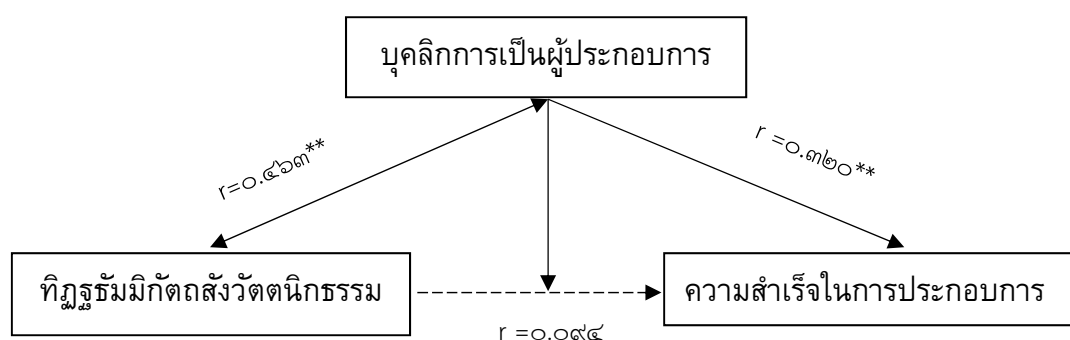 บุคลิกการเป็นผู้ประกอบการ
r=๐.๔๖๓**
r =๐.๓๒๐**
ทิฏฐธัมมิกัตถสังวัตตนิกธรรม
ความสำเร็จในการประกอบการ
r =๐.๐๙๔